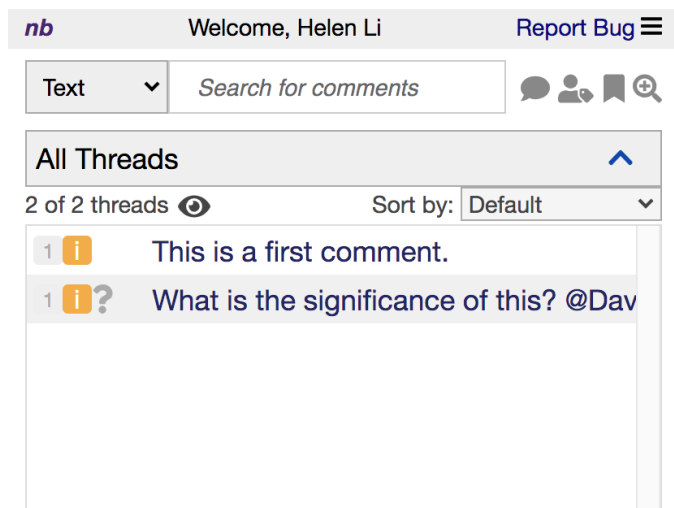 nb Welcome, Helen Li Report Bug
Text Search for comments
All Threads
2 of 2 threads Sort by: Default
1 i This is a first comment.
1 i ? What is the significance of this? @Dav